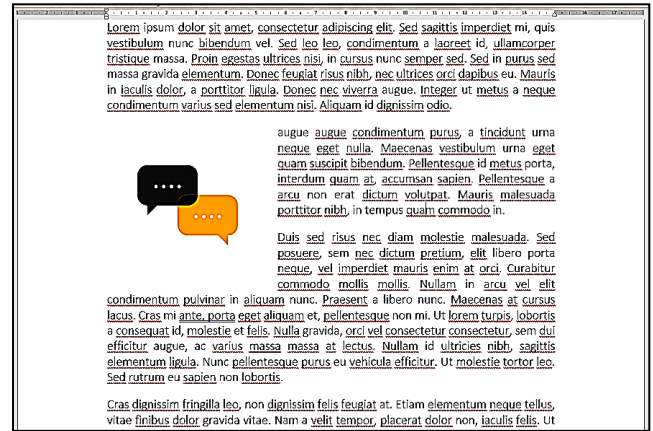 Lorem ipsum dolor sit amet, consectetur adipiscing elit. Sed sagittis imperdiet mi, quis
vestibulum nunc bibendum vel. Sed leo leo, condimentum a laoreet id, ullamcorper
tristique massa. Proin egestas ultrices nisi, in cursus nunc semper sed. Sed in purus sed
massa gravida elementum. Donec feugiat risus nibh, nec ultrices orci dapibus eu. Mauris
in iaculis dolor, a porttitor ligula. Donec nec viverra augue. Integer ut metus a neque
condimentum varius sed elementum nisi. Aliquam id dignissim odio.
augue augue condimentum purus, a tincidunt urna
neque eget nulla. Maecenas vestibulum urna eget
quam suscipit bibendum. Pellentesque id metus porta,
interdum quam at, accumsan sapien. Pellentesque a
arcu non erat dictum volutpat. Mauris malesuada
porttitor nibh, in tempus quam commodo in.
Duis sed risus nec diam molestie malesuada. Sed
posuere, sem nec dictum pretium, elit libero porta
neque, vel imperdiet mauris enim at orci. Curabitur
commodo mollis mollis. Nullam in arcu vel elit
condimentum pulvinar in aliquam nunc. Praesent a libero nunc. Maecenas at cursus
lacus. Cras mi ante, porta eget aliquam et, pellentesque non mi. Ut lorem turpis, lobortis
a consequat id, molestie et felis. Nulla gravida, orci vel consectetur consectetur, sem dui
efficitur augue, ac varius massa massa at lectus. Nullam id ultricies nibh, sagittis
elementum ligula. Nunc pellentesque purus eu vehicula efficitur. Ut molestie tortor leo.
Sed rutrum eu sapien non lobortis.
Cras dignissim fringilla leo, non dignissim felis feugiat at. Etiam elementum neque tellus,
vitae finibus dolor gravida vitae. Nam a velit tempor, placerat dolor non, iaculis felis. Ut